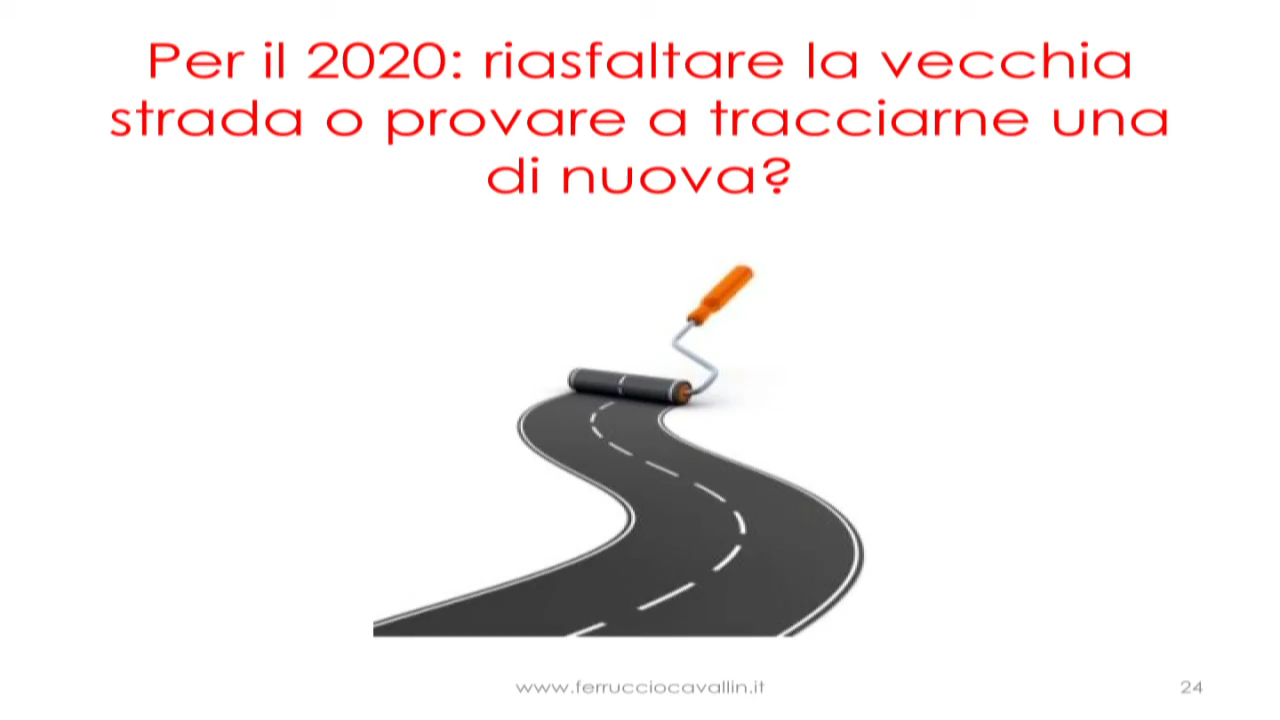 Per il 2020: riasfaltare la vecchia
strada o provare a tracciarne una
di nuova?
www.ferrucciocavallin.it
24